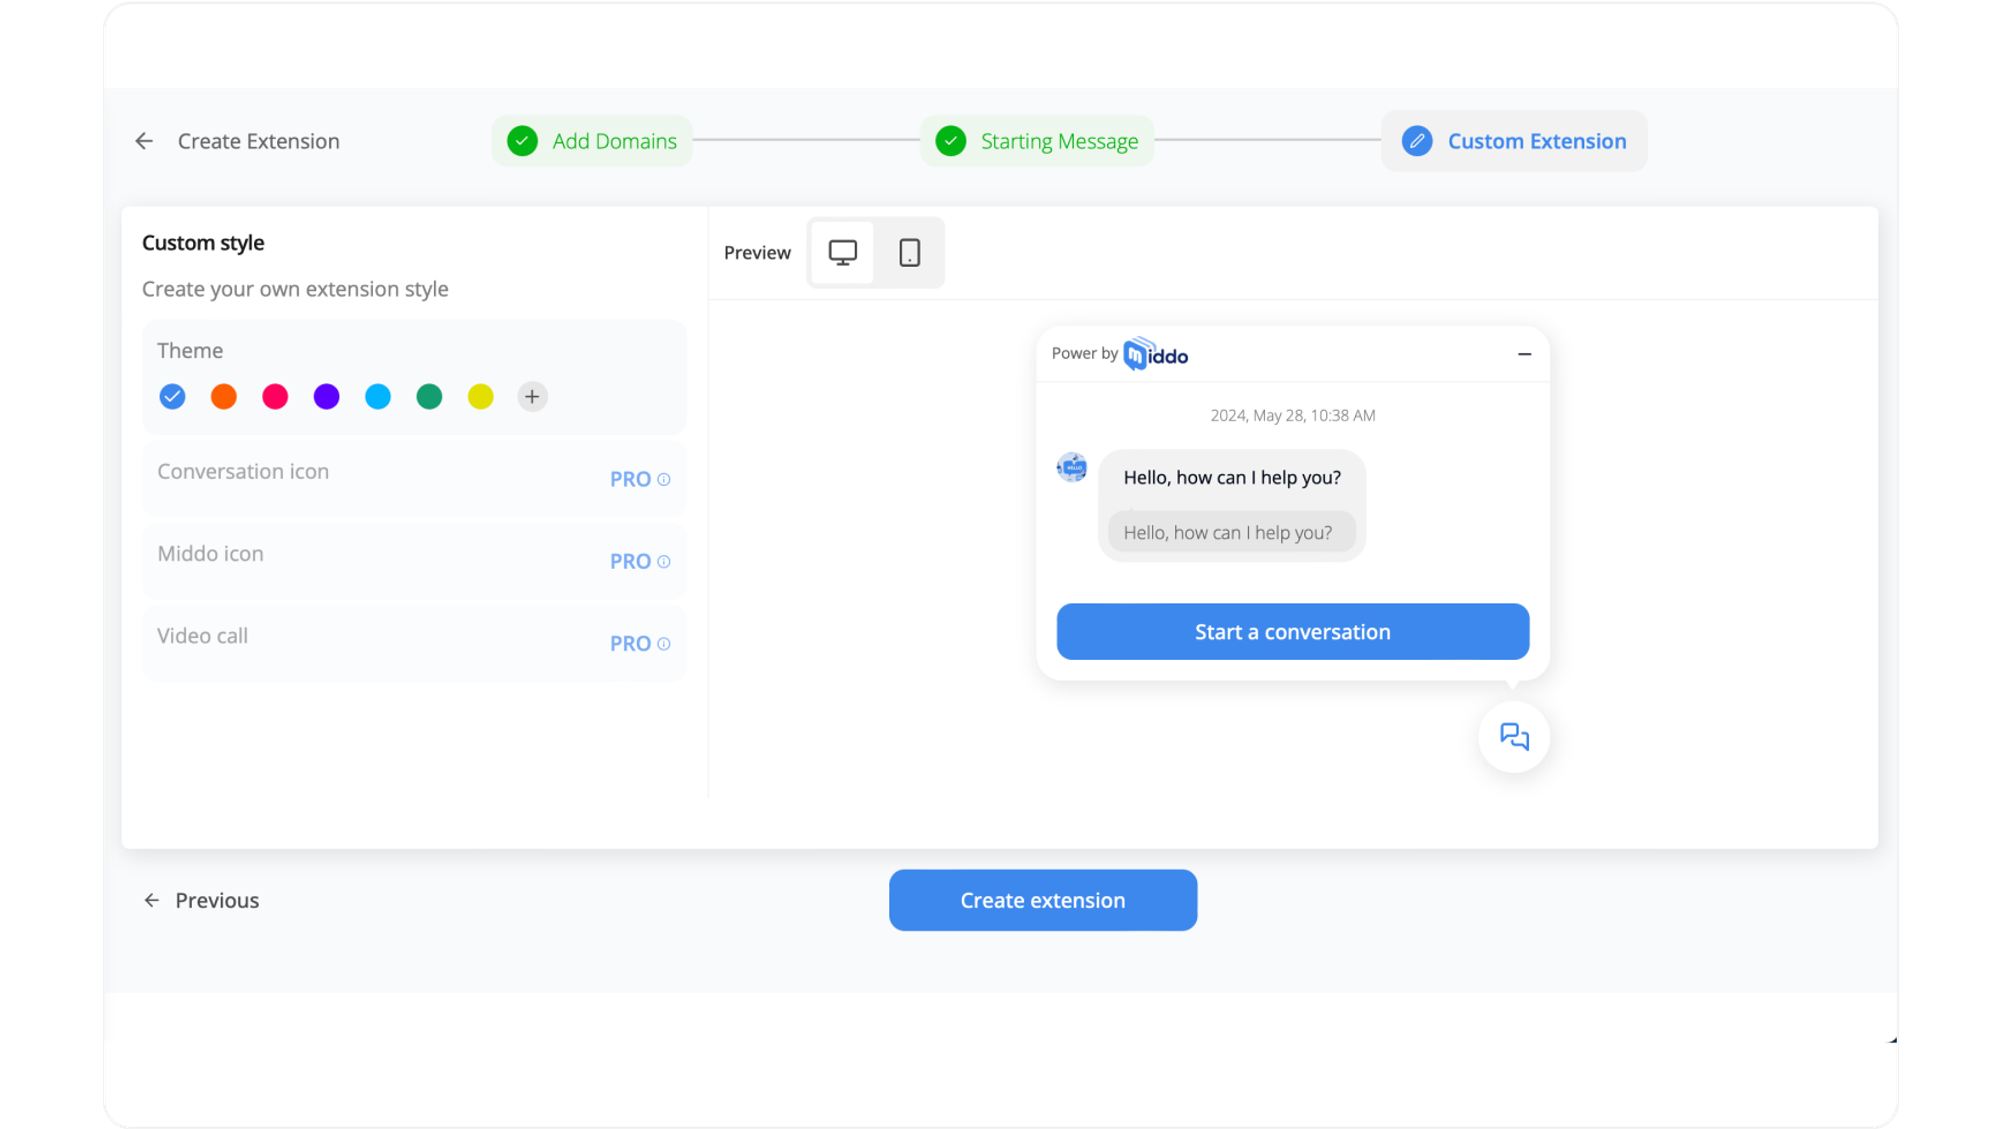 Create Extension
Add Domains
Starting Message
Custom Extension
Custom style
Create your own extension style
Theme
Conversation icon
PRO
Middo icon
PRO
Video call
PRO
Preview
Power by middo
2024, May 28, 10:38 AM
HELLO
Hello, how can I help you?
Hello, how can I help you?
Start a conversation
Previous
Create extension